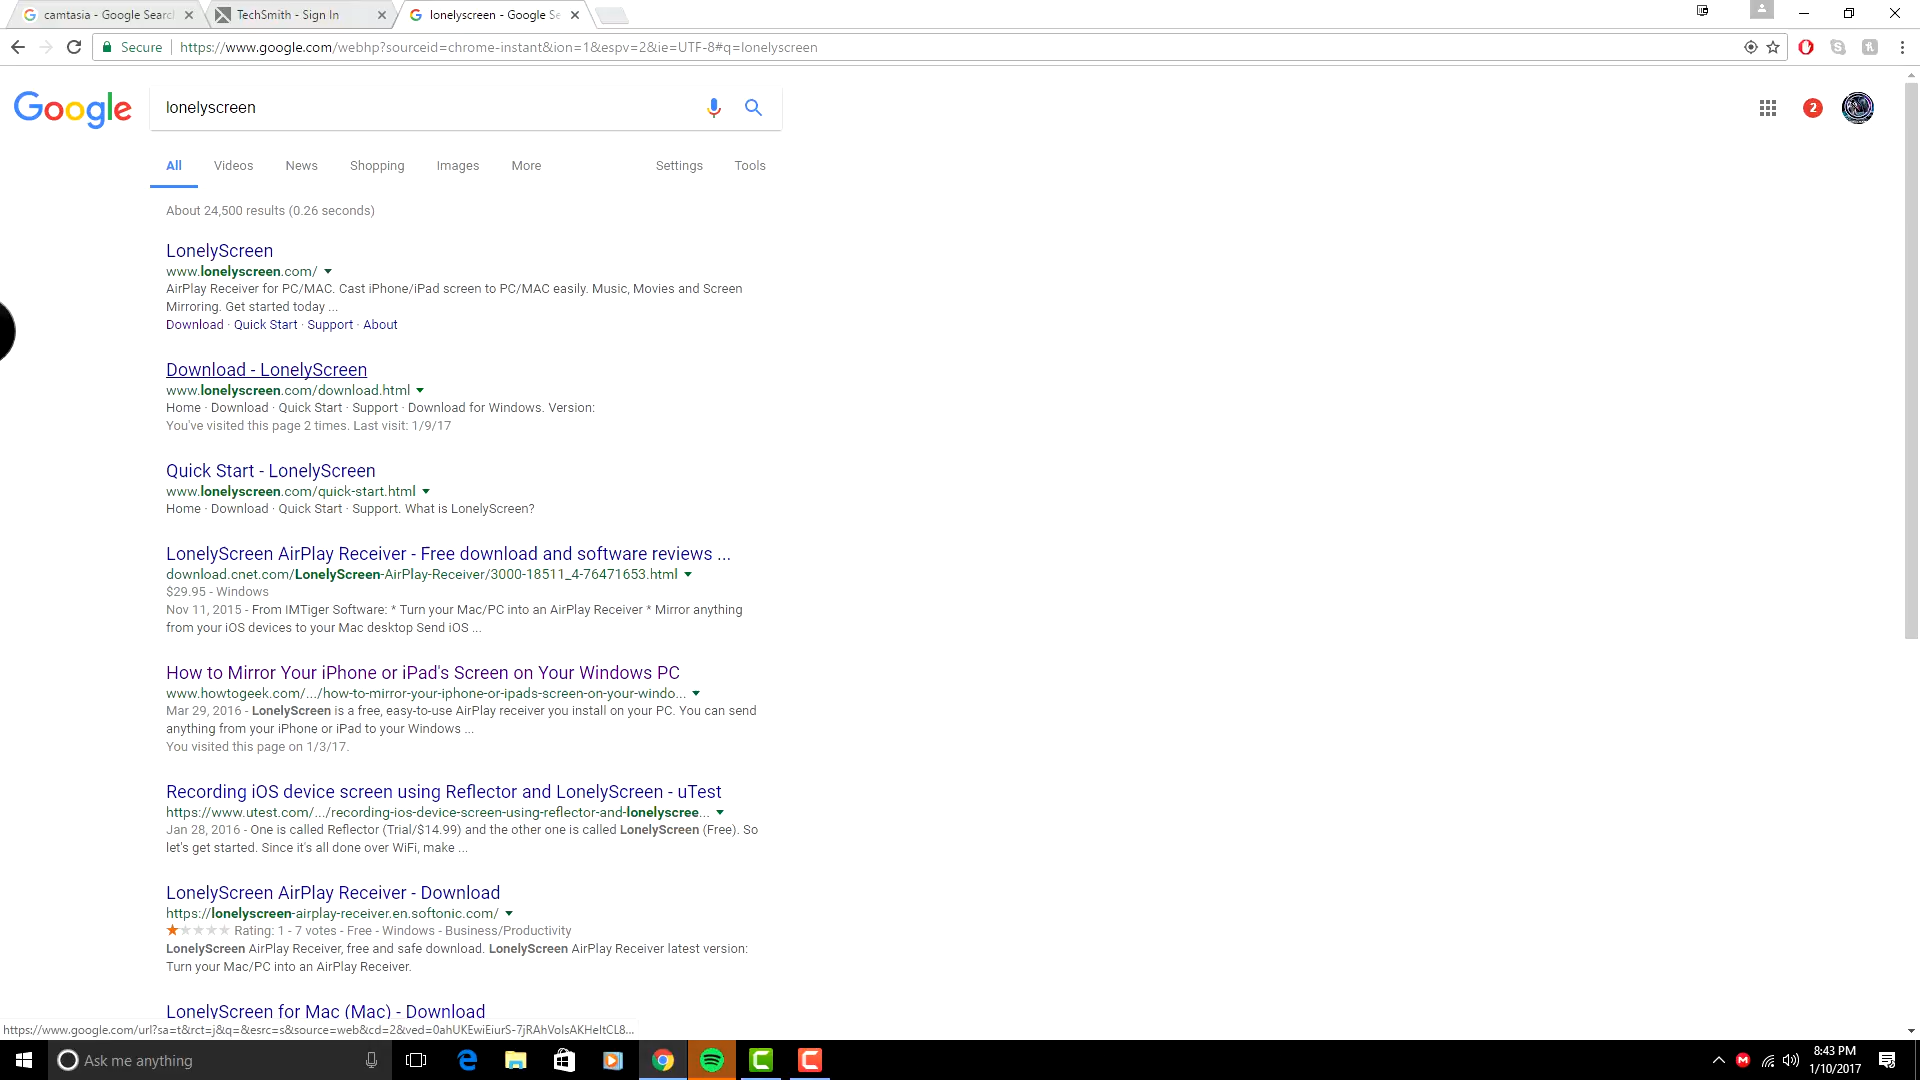 camtasia - Google Search
TechSmith - Sign In
lonelyscreen - Google Se
Secure
https://www.google.com/webhp?sourceid=chrome-instant&ion=1&espv=2&ie=UTF-8#q=lonelyscreen
Google
lonelyscreen
2
All
Videos
News
Shopping
Images
More
Settings
Tools
About 24,500 results (0.26 seconds)
LonelyScreen
www.lonelyscreen.com/
AirPlay Receiver for PC/MAC. Cast iPhone/iPad screen to PC/MAC easily. Music, Movies and Screen
Mirroring. Get started today ...
Download · Quick Start · Support · About
Download - LonelyScreen
www.lonelyscreen.com/download.html
Home · Download · Quick Start · Support · Download for Windows. Version:
You've visited this page 2 times. Last visit: 1/9/17
Quick Start - LonelyScreen
www.lonelyscreen.com/quick-start.html
Home · Download · Quick Start · Support. What is LonelyScreen?
LonelyScreen AirPlay Receiver - Free download and software reviews ...
download.cnet.com/LonelyScreen-AirPlay-Receiver/3000-18511_4-76471653.html
$29.95 - Windows
Nov 11, 2015 - From IMTiger Software: * Turn your Mac/PC into an AirPlay Receiver * Mirror anything
from your iOS devices to your Mac desktop Send iOS ...
How to Mirror Your iPhone or iPad's Screen on Your Windows PC
www.howtogeek.com/.../how-to-mirror-your-iphone-or-ipads-screen-on-your-windo...
Mar 29, 2016 - LonelyScreen is a free, easy-to-use AirPlay receiver you install on your PC. You can send
anything from your iPhone or iPad to your Windows ...
You visited this page on 1/3/17.
Recording iOS device screen using Reflector and LonelyScreen - uTest
https://www.utest.com/.../recording-ios-device-screen-using-reflector-and-lonelyscree...
Jan 28, 2016 - One is called Reflector (Trial/$14.99) and the other one is called LonelyScreen (Free). So
let's get started. Since it's all done over WiFi, make ...
LonelyScreen AirPlay Receiver - Download
https://lonelyscreen-airplay-receiver.en.softonic.com/
Rating: 1 - 7 votes - Free - Windows - Business/Productivity
LonelyScreen AirPlay Receiver, free and safe download. LonelyScreen AirPlay Receiver latest version:
Turn your Mac/PC into an AirPlay Receiver.
LonelyScreen for Mac (Mac) - Download
https://www.google.com/url?sa=t&rct=j&q=&esrc=s&source=web&cd=2&ved=0ahUKEwiEiurS-7jRAhVolsAKHeltCL8...
Ask me anything
8:43 PM
1/10/2017